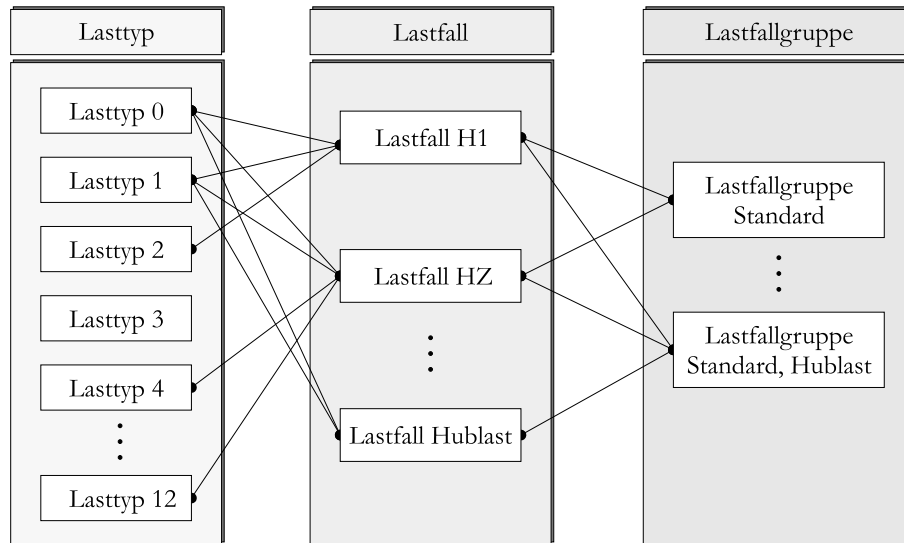 Lasttyp
Lasttyp 0
Lasttyp 1
Lasttyp 2
Lasttyp 3
Lasttyp 4
Lasttyp 12
Lastfall
Lastfall H1
Lastfall HZ
Lastfall Hublast
Lastfallgruppe
Lastfallgruppe
Standard
Lastfallgruppe
Standard, Hublast